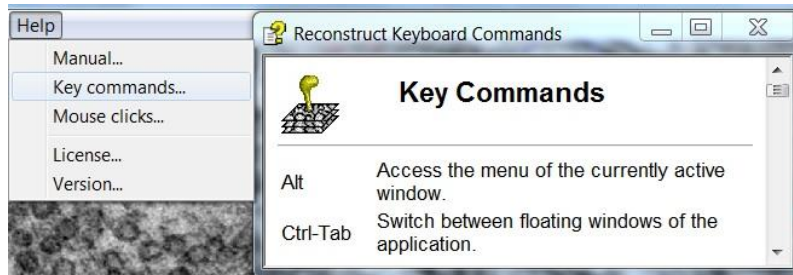 Help
Manual...
Key commands...
Mouse clicks...
License...
Version...
Reconstruct Keyboard Commands
Key Commands
Alt Access the menu of the currently active
window.
Ctrl-Tab Switch between floating windows of the
application.